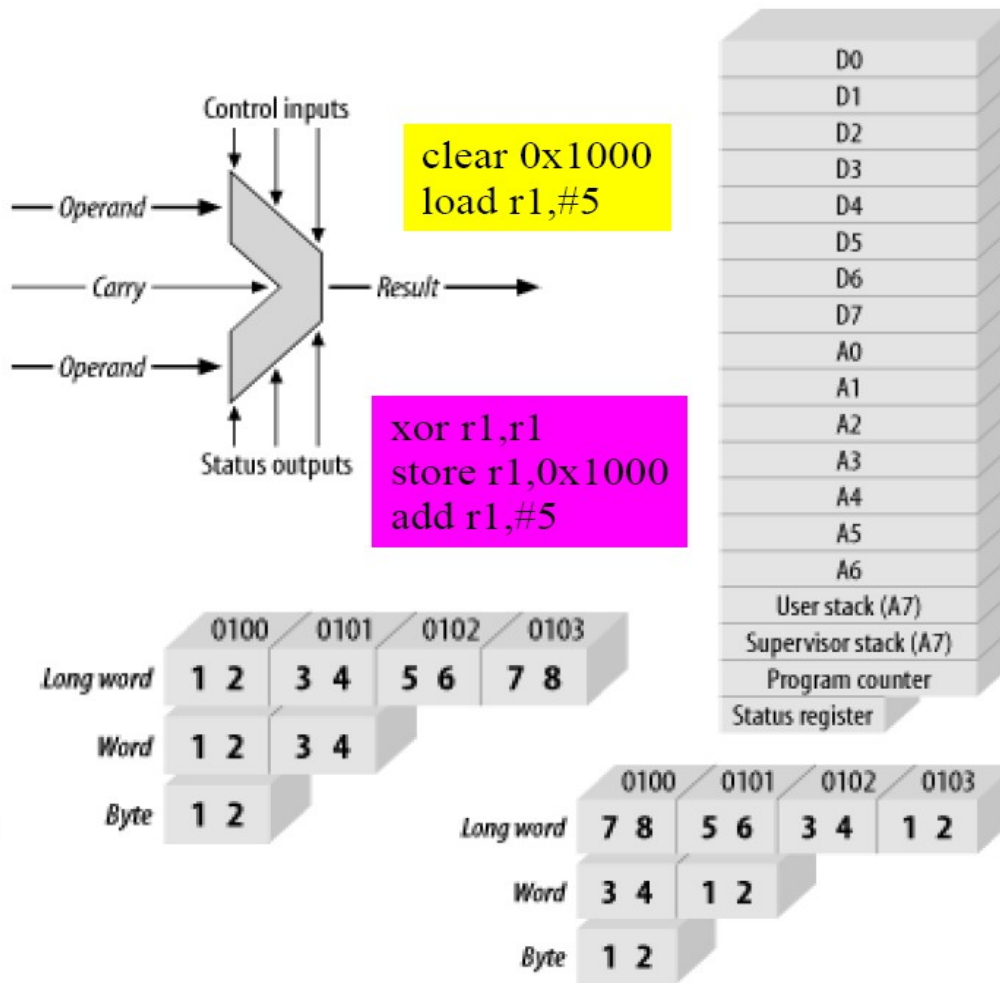 Control inputs
Operand
Carry
Operand
Result
Status outputs
clear 0x1000
load r1,#5
xor r1,r1
store r1,0x1000
add r1,#5
D0
D1
D2
D3
D4
D5
D6
D7
A0
A1
A2
A3
A4
A5
A6
User stack (A7)
Supervisor stack (A7)
Program counter
Status register
0100 0101 0102 0103
Long word 1 2 3 4 5 6 7 8
Word 1 2 3 4
Byte 1 2
0100 0101 0102 0103
Long word 7 8 5 6 3 4 1 2
Word 3 4 1 2
Byte 1 2